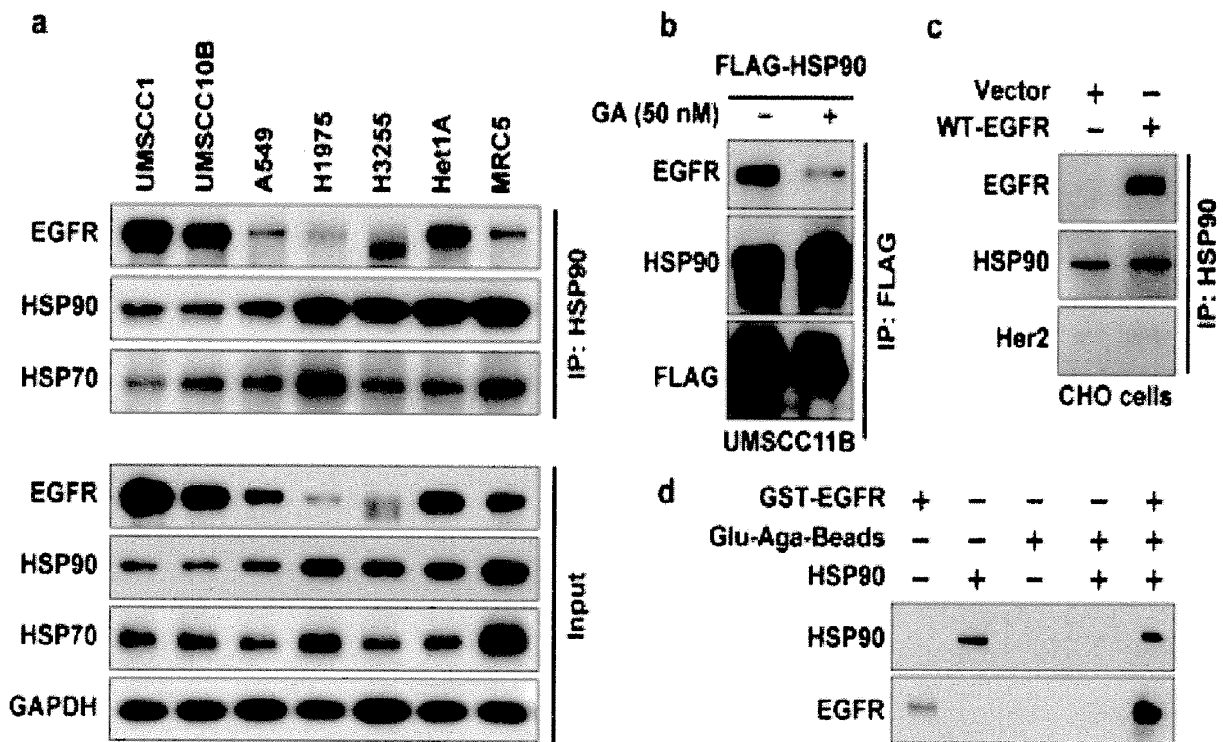 a
UMSCC1 UMSCC10B A549 H1975 H3255 Het1A MRC5
EGFR
HSP90
HSP70
IP: HSP90
EGFR
HSP90
HSP70
GAPDH
Input
b
FLAG-HSP90
GA (50 nM) - +
EGFR
HSP90
FLAG
IP: FLAG
UMSCC11B
c
Vector + -
WT-EGFR - +
EGFR
HSP90
Her2
IP: HSP90
CHO cells
d
GST-EGFR + - - - +
Glu-Aga-Beads - - + + +
HSP90 - + - + +
HSP90
EGFR